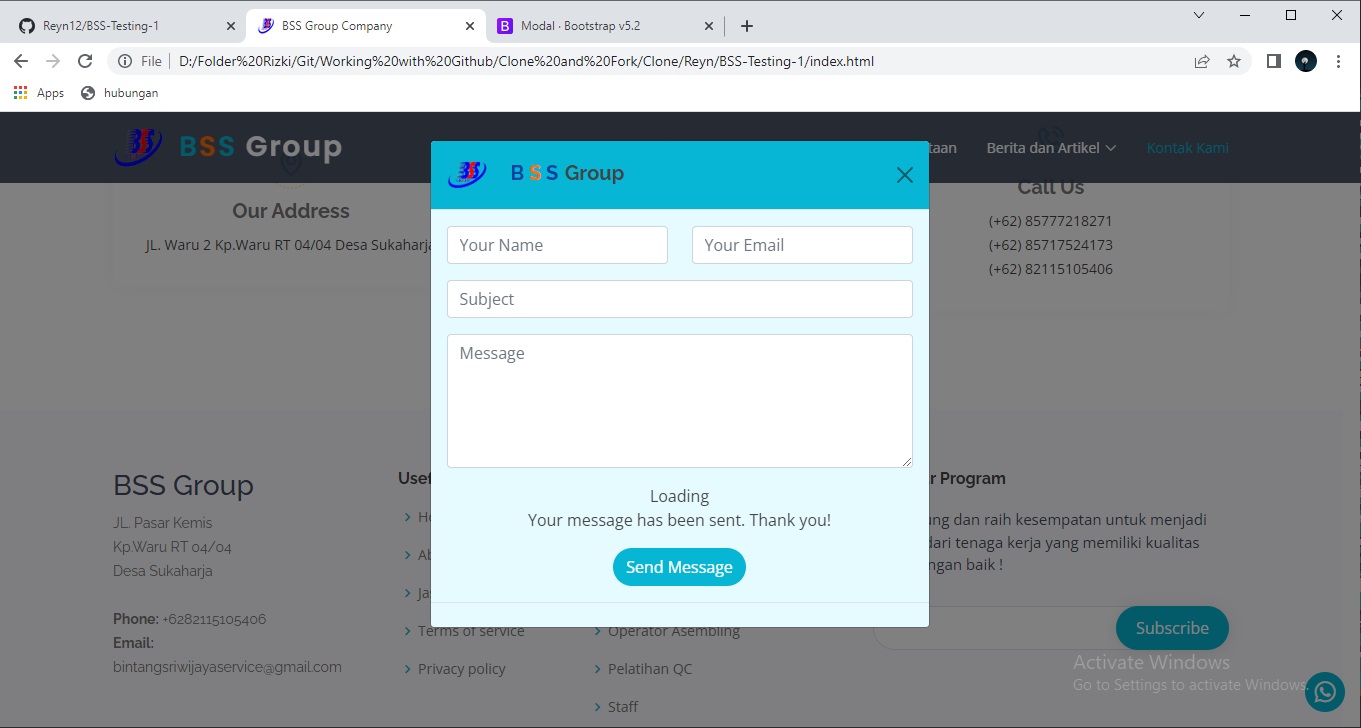 Reyn12/BSS-Testing-1
BSS Group Company
Modal · Bootstrap v5.2
File
D:/Folder%20Rizki/Git/Working%20with%20Github/Clone%20and%20Fork/Clone/Reyn/BSS-Testing-1/index.html
Apps
hubungan
BSS Group
taan
Berita dan Artikel
Kontak Kami
B S S Group
Our Address
JL. Waru 2 Kp.Waru RT 04/04 Desa Sukaharja
Call Us
(+62) 85777218271
(+62) 85717524173
(+62) 82115105406
Your Name
Your Email
Subject
Message
Loading
Your message has been sent. Thank you!
Send Message
BSS Group
JL. Pasar Kemis
Kp.Waru RT 04/04
Desa Sukaharja
Phone: +6282115105406
Email:
bintangsriwijayaservice@gmail.com
Usef
Ho
Ab
Jas
Terms of service
Privacy policy
Operator Asembling
Pelatihan QC
Staff
r Program
ung dan raih kesempatan untuk menjadi
dari tenaga kerja yang memiliki kualitas
ngan baik !
Subscribe
Activate Windows
Go to Settings to activate Windows.